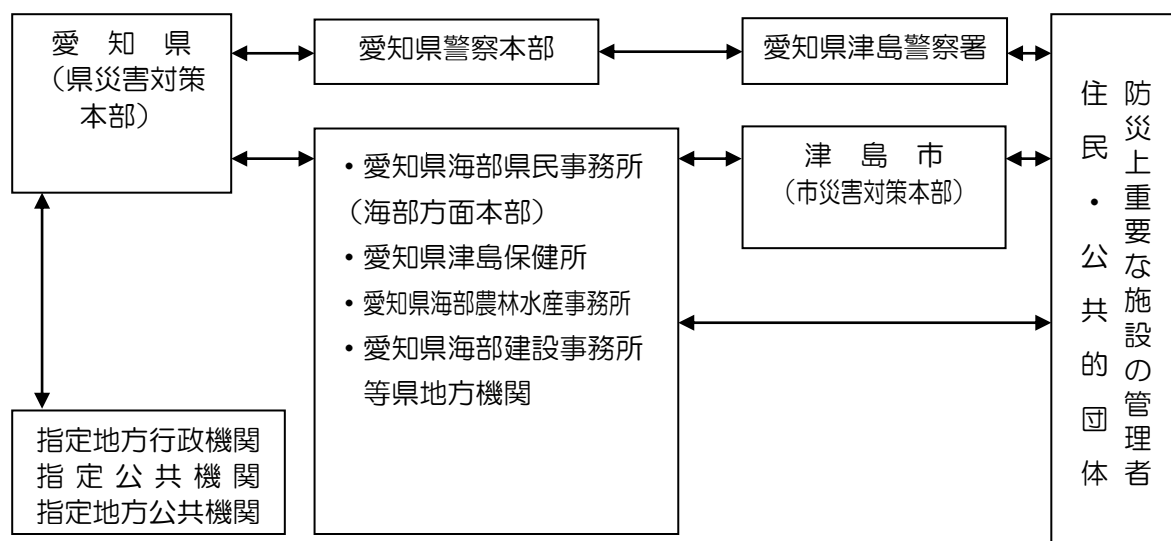 愛　知　県
（県災害対策
本部）
愛知県警察本部
愛知県津島警察署
・愛知県海部県民事務所
（海部方面本部）
・愛知県津島保健所
・愛知県海部農林水産事務所
・愛知県海部建設事務所
等県地方機関
津　島　市
（市災害対策本部）
防災上重要な施設の管理者
住民・公共的団体
指定地方行政機関
指定公共機関
指定地方公共機関